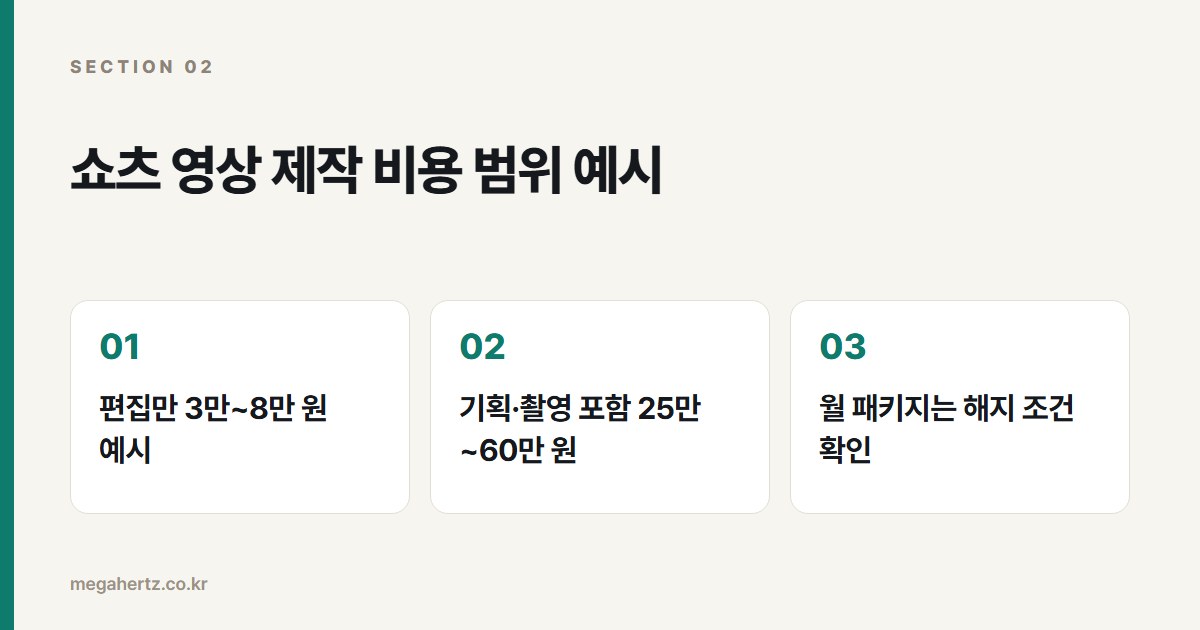 SECTION 02
쇼츠 영상 제작 비용 범위 예시
01
편집만 3만~8만 원
예시
02
기획·촬영 포함 25만
~60만 원
03
월 패키지는 해지 조건
확인
megahertz.co.kr